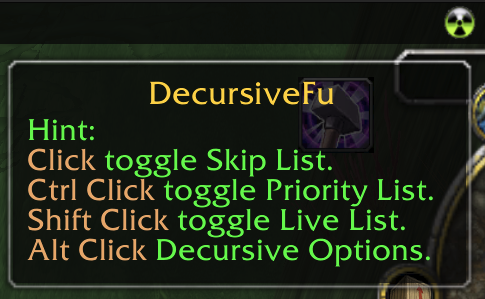 DecursiveFu
Hint:
Click toggle Skip List.
Ctrl Click toggle Priority List.
Shift Click toggle Live List.
Alt Click Decursive Options.